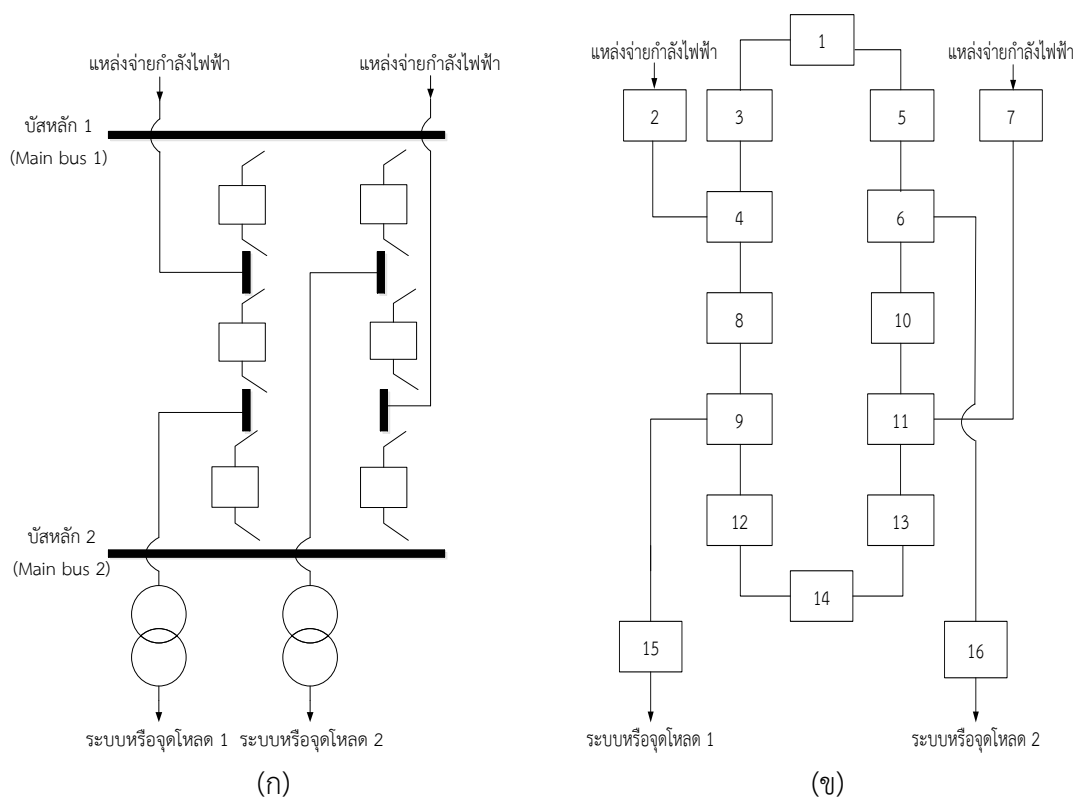 แหล่งจ่ายกำลังไฟฟ้า
แหล่งจ่ายกำลังไฟฟ้า
บัสหลัก 1
(Main bus 1)
บัสหลัก 2
(Main bus 2)
ระบบหรือจุดโหลด 1
ระบบหรือจุดโหลด 2
(ก)
1
แหล่งจ่ายกำลังไฟฟ้า
แหล่งจ่ายกำลังไฟฟ้า
2
3
5
7
4
6
8
10
9
11
12
13
14
15
16
ระบบหรือจุดโหลด 1
ระบบหรือจุดโหลด 2
(ข)